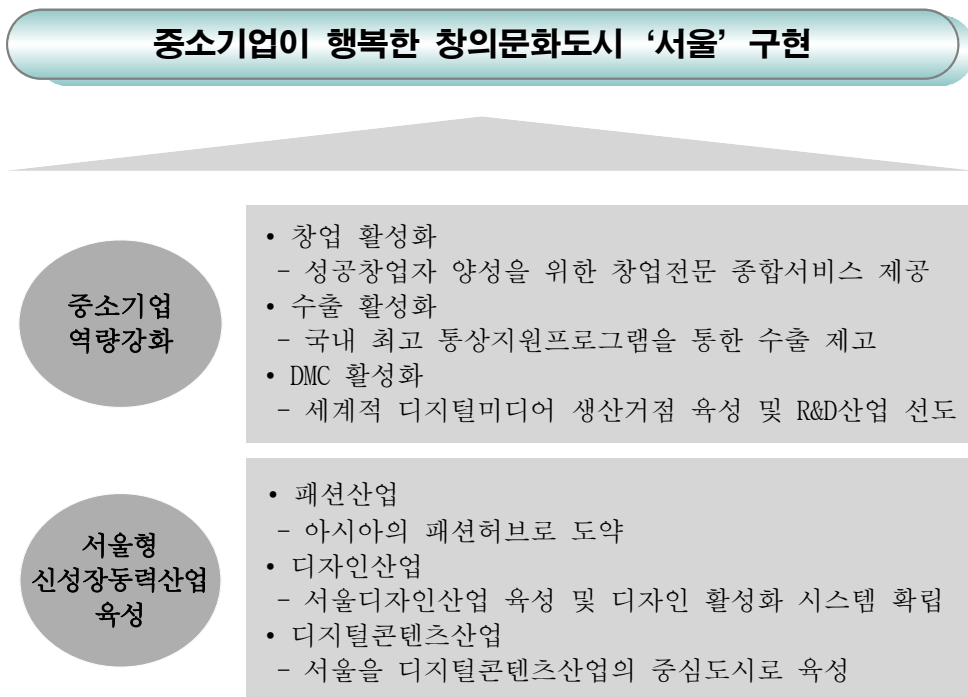 중소기업이 행복한 창의문화도시 ‘서울’ 구현
중소기업
역량강화
• 창업 활성화
- 성공창업자 양성을 위한 창업전문 종합서비스 제공
• 수출 활성화
- 국내 최고 통상지원프로그램을 통한 수출 제고
• DMC 활성화
- 세계적 디지털미디어 생산거점 육성 및 R&D산업 선도
서울형
신성장동력산업
육성
• 패션산업
- 아시아의 패션허브로 도약
• 디자인산업
- 서울디자인산업 육성 및 디자인 활성화 시스템 확립
• 디지털콘텐츠산업
- 서울을 디지털콘텐츠산업의 중심도시로 육성